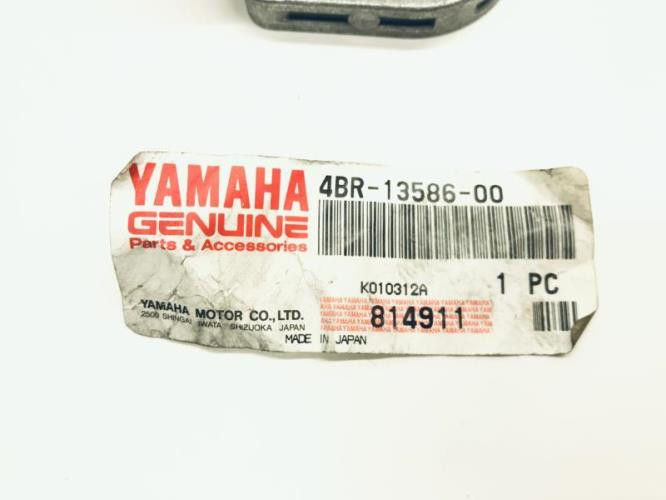 YAMAHA
GENUINE
Parts & Accessories
4BR-13586-00
K010312A
1 PC
YAMAHA MOTOR CO., LTD.
2500 SHINGAI IWATA SHIZUOKA JAPAN
814911
MADE IN JAPAN